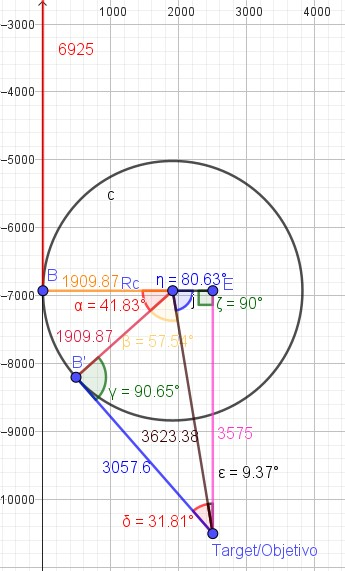 1000 2000 3000 4000
-3000
6925
-4000
-5000
c
-6000
B 1909.87 Rc η = 80.63° E
-7000
α = 41.83° j ζ = 90°
1909.87 β = 57.54°
B'
-8000
γ = 90.65°
3623.38 3575
-9000
3057.6 ε = 9.37°
10000
δ = 31.81°
Target/Objetivo